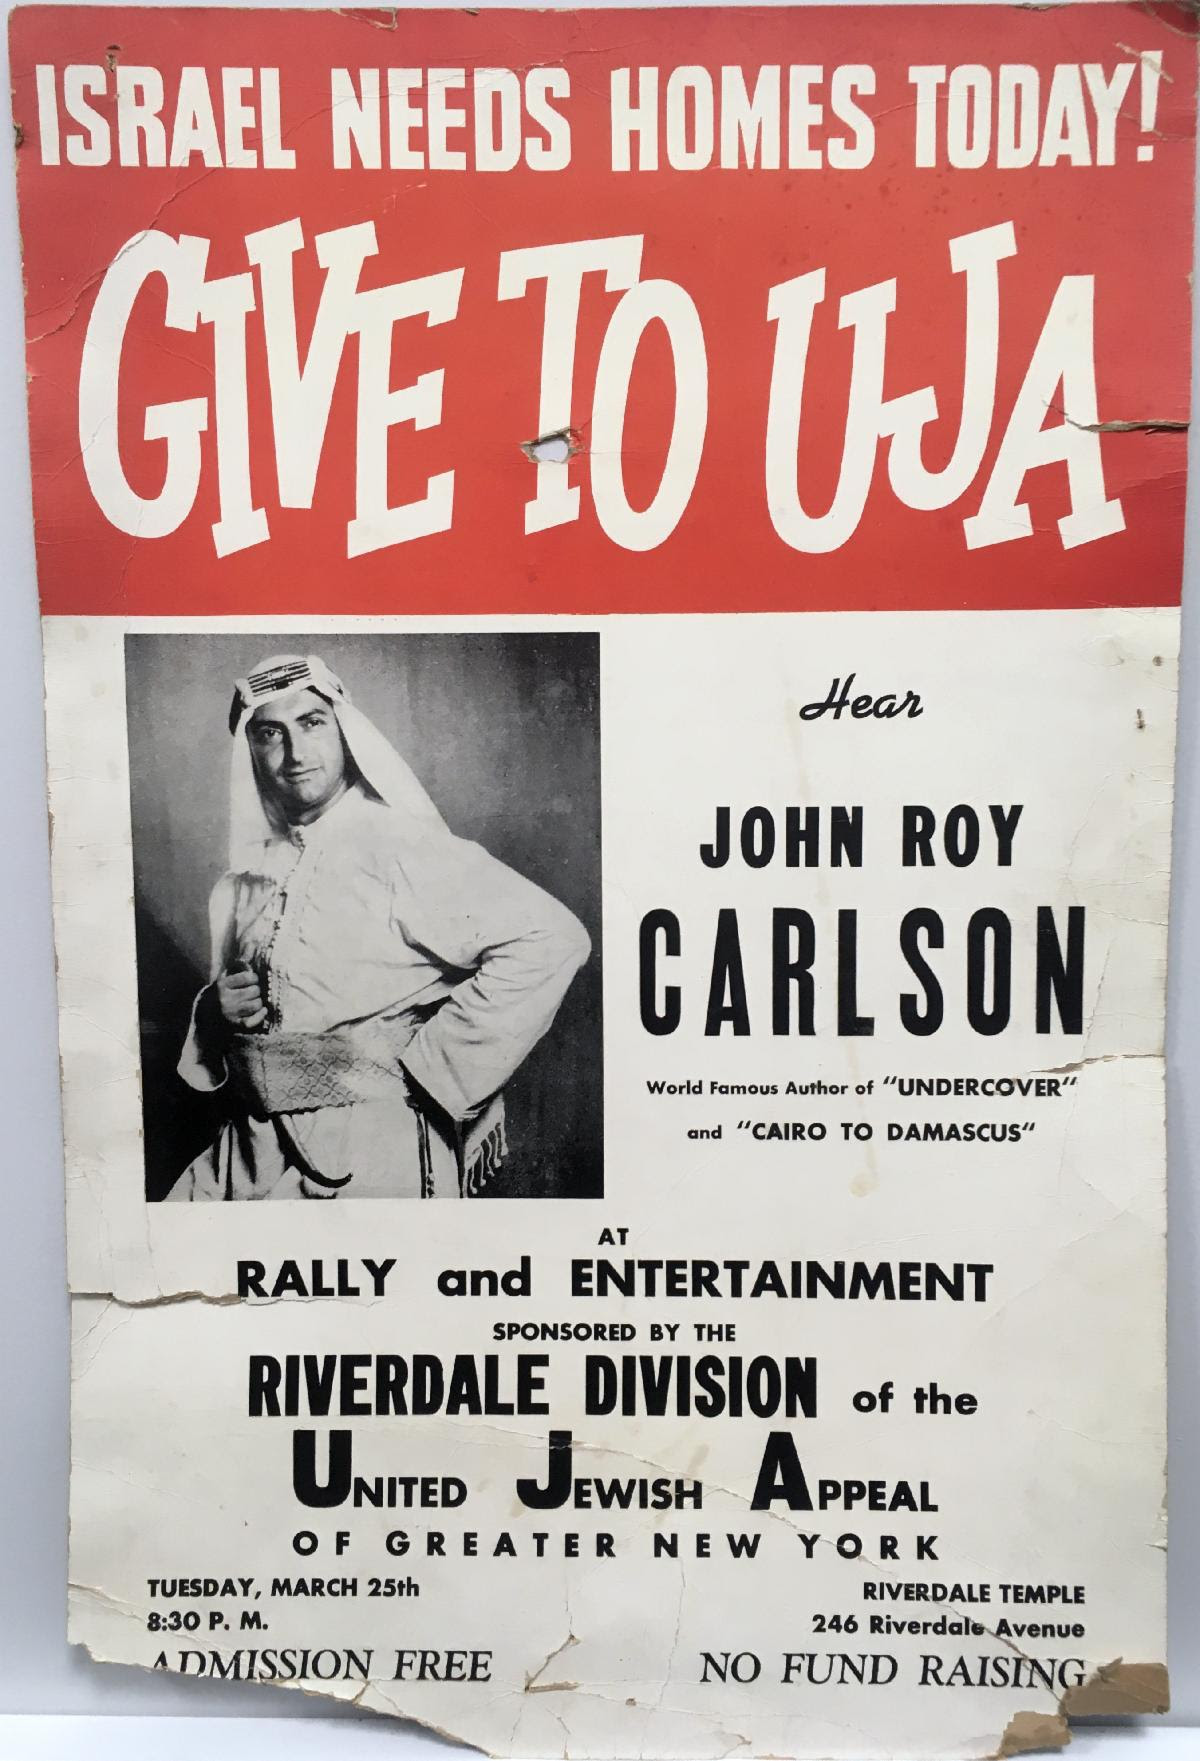 ISRAEL NEEDS HOMES TODAY!
GIVE TO UJA
Hear
JOHN ROY
CARLSON
World Famous Author of "UNDERCOVER"
and "CAIRO TO DAMASCUS"
AT
RALLY and ENTERTAINMENT
SPONSORED BY THE
RIVERDALE DIVISION of the
UNITED JEWISH APPEAL
OF GREATER NEW YORK
TUESDAY, MARCH 25th
8:30 P. M.
ADMISSION FREE
RIVERDALE TEMPLE
246 Riverdale Avenue
NO FUND RAISING